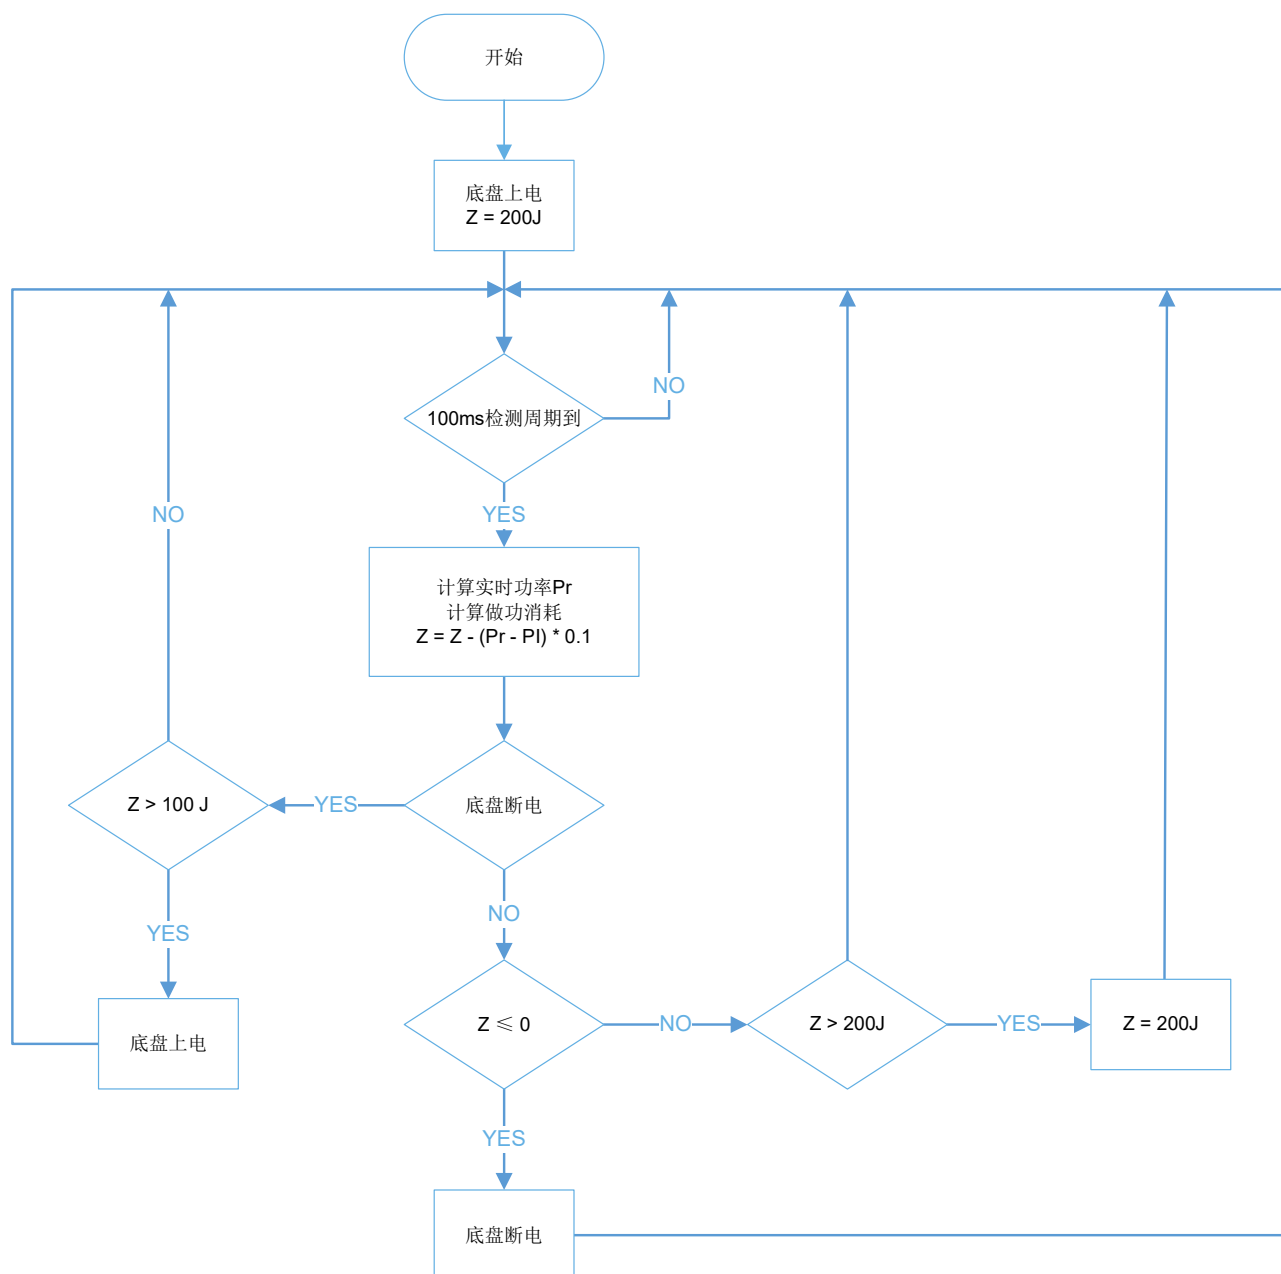 开始
底盘上电
Z = 200J
100ms检测周期到
NO
YES
NO
计算实时功率Pr
计算做功消耗
Z = Z - (Pr - Pl) * 0.1
Z > 100 J
YES
底盘断电
NO
YES
底盘上电
Z ≤ 0
NO
Z > 200J
YES
Z = 200J
YES
底盘断电